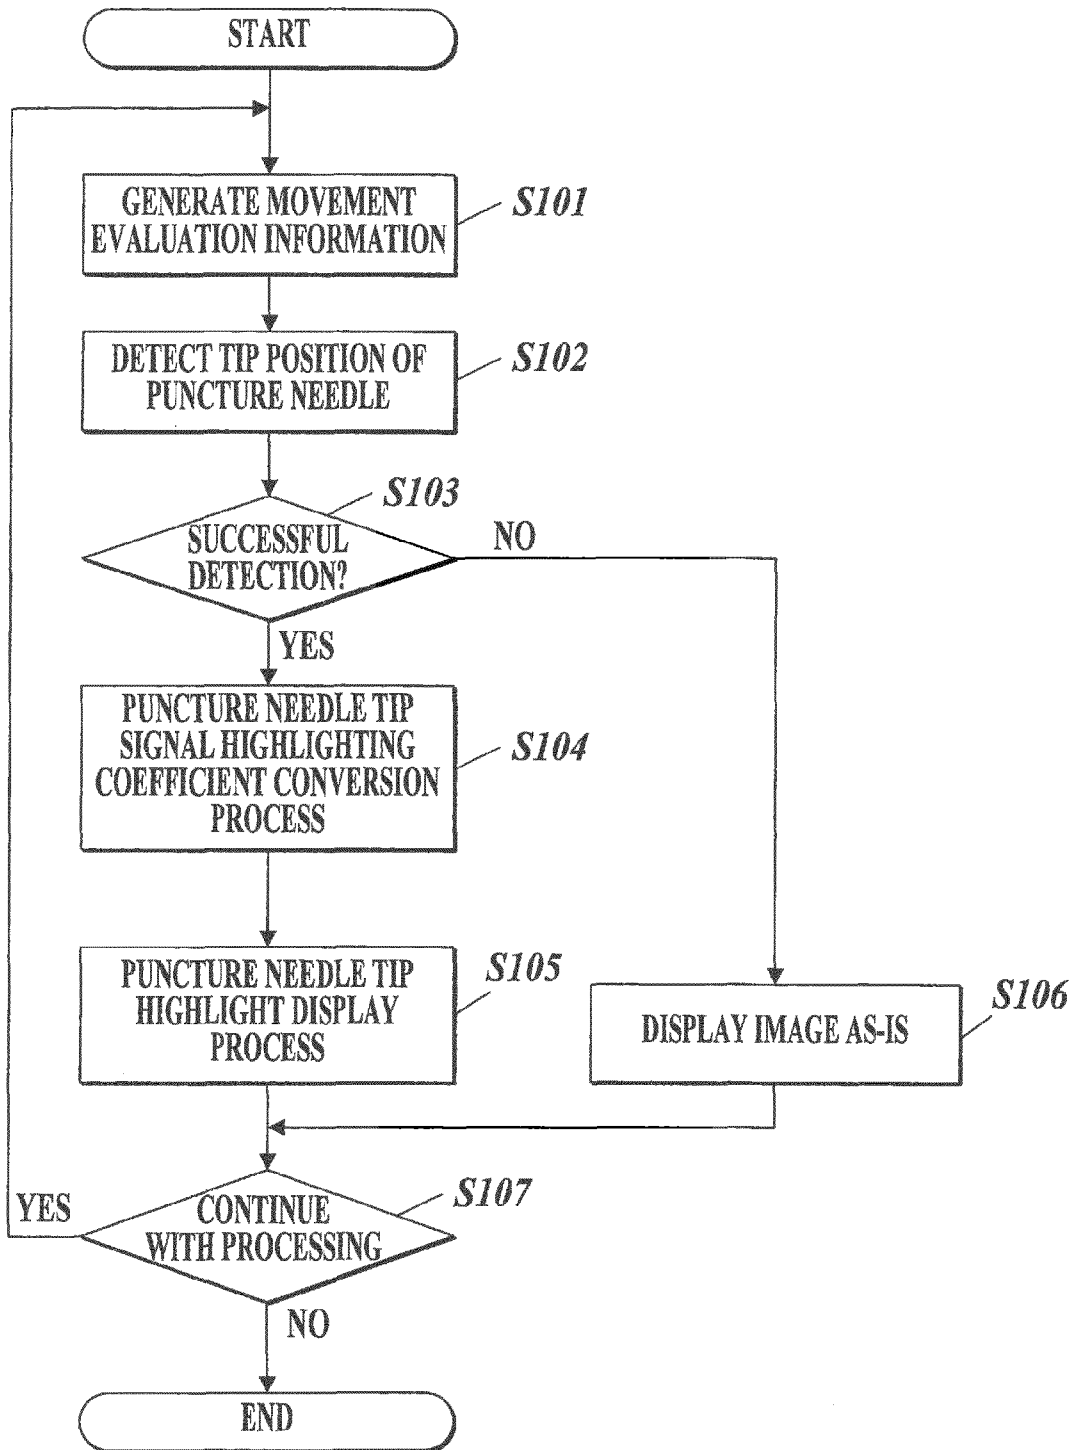 START
GENERATE MOVEMENT
EVALUATION INFORMATION
S101
DETECT TIP POSITION OF
PUNCTURE NEEDLE
S102
SUCCESSFUL
DETECTION?
S103
NO
YES
PUNCTURE NEEDLE TIP
SIGNAL HIGHLIGHTING
COEFFICIENT CONVERSION
PROCESS
S104
PUNCTURE NEEDLE TIP
HIGHLIGHT DISPLAY
PROCESS
S105
DISPLAY IMAGE AS-IS
S106
CONTINUE
WITH PROCESSING
S107
YES
NO
END